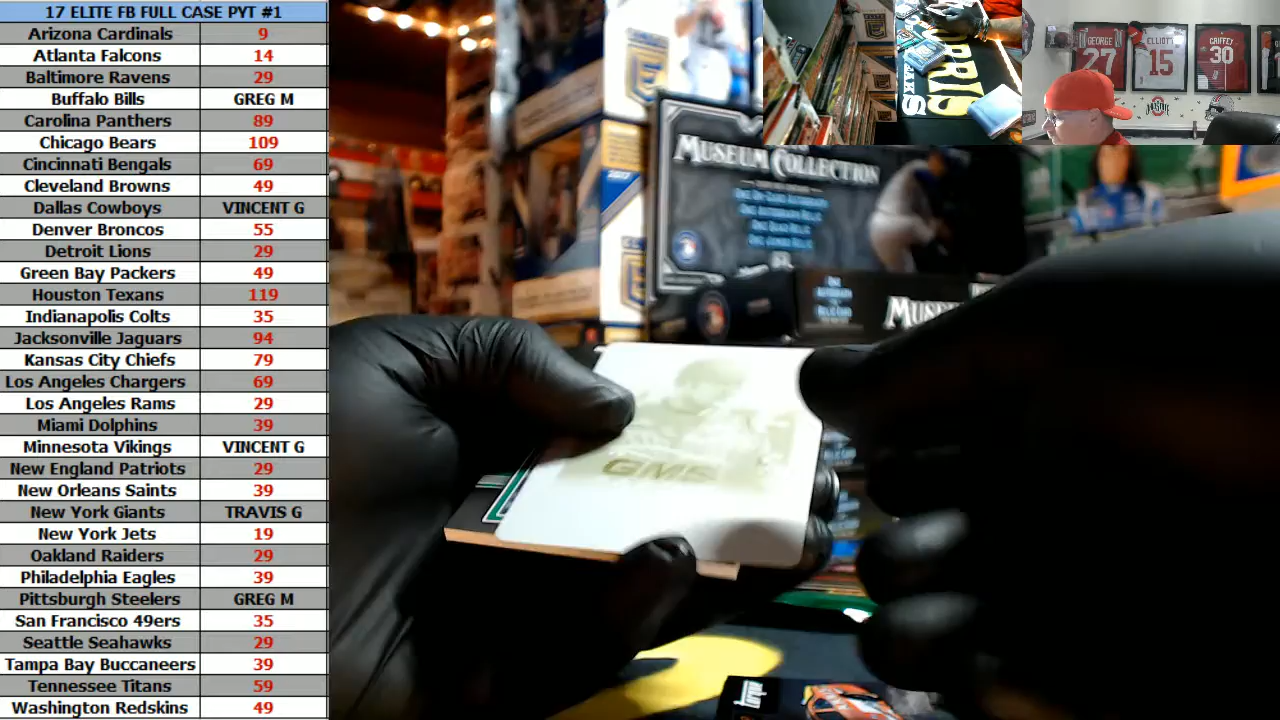 17 ELITE FB FULL CASE PYT #1
Arizona Cardinals 9
Atlanta Falcons 14
Baltimore Ravens 29
Buffalo Bills GREG M
Carolina Panthers 89
Chicago Bears 109
Cincinnati Bengals 69
Cleveland Browns 49
Dallas Cowboys VINCENT G
Denver Broncos 55
Detroit Lions 29
Green Bay Packers 49
Houston Texans 119
Indianapolis Colts 35
Jacksonville Jaguars 94
Kansas City Chiefs 79
Los Angeles Chargers 69
Los Angeles Rams 29
Miami Dolphins 39
Minnesota Vikings VINCENT G
New England Patriots 29
New Orleans Saints 39
New York Giants TRAVIS G
New York Jets 19
Oakland Raiders 29
Philadelphia Eagles 39
Pittsburgh Steelers GREG M
San Francisco 49ers 35
Seattle Seahawks 29
Tampa Bay Buccaneers 39
Tennessee Titans 59
Washington Redskins 49
MUSEUM COLLECTION
GEORGE
27
ELLIOTT
15
GRIFFEY
30
GMS